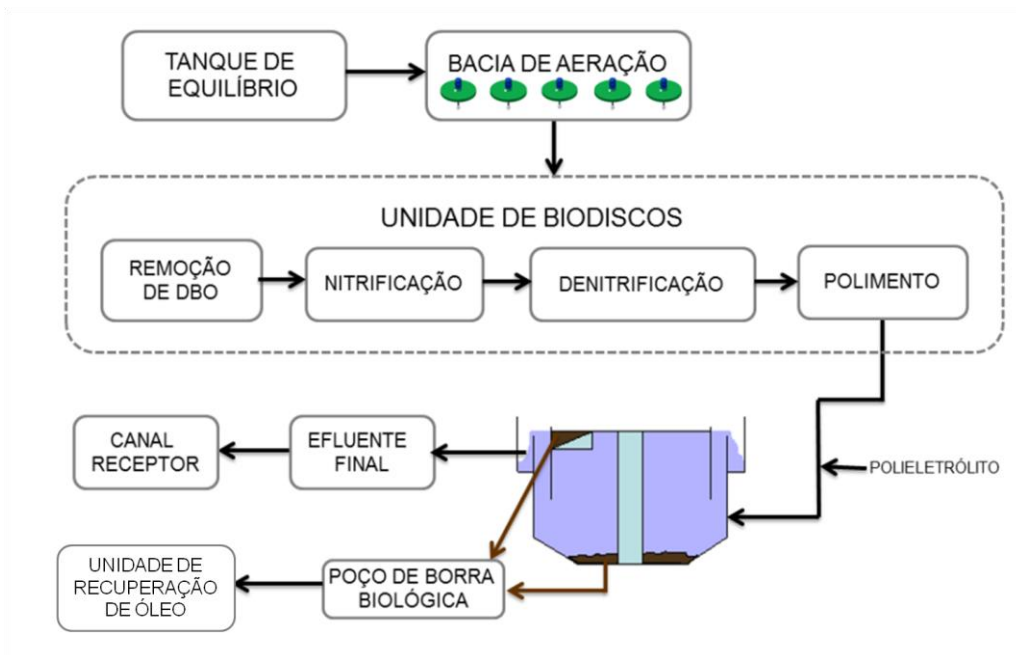 TANQUE DE
EQUILÍBRIO
BACIA DE AERAÇÃO
UNIDADE DE BIODISCOS
REMOÇÃO
DE DBO
NITRIFICAÇÃO
DENITRIFICAÇÃO
POLIMENTO
CANAL
RECEPTOR
EFLUENTE
FINAL
POLIELETRÓLITO
UNIDADE DE
RECUPERAÇÃO
DE ÓLEO
POÇO DE BORRA
BIOLÓGICA